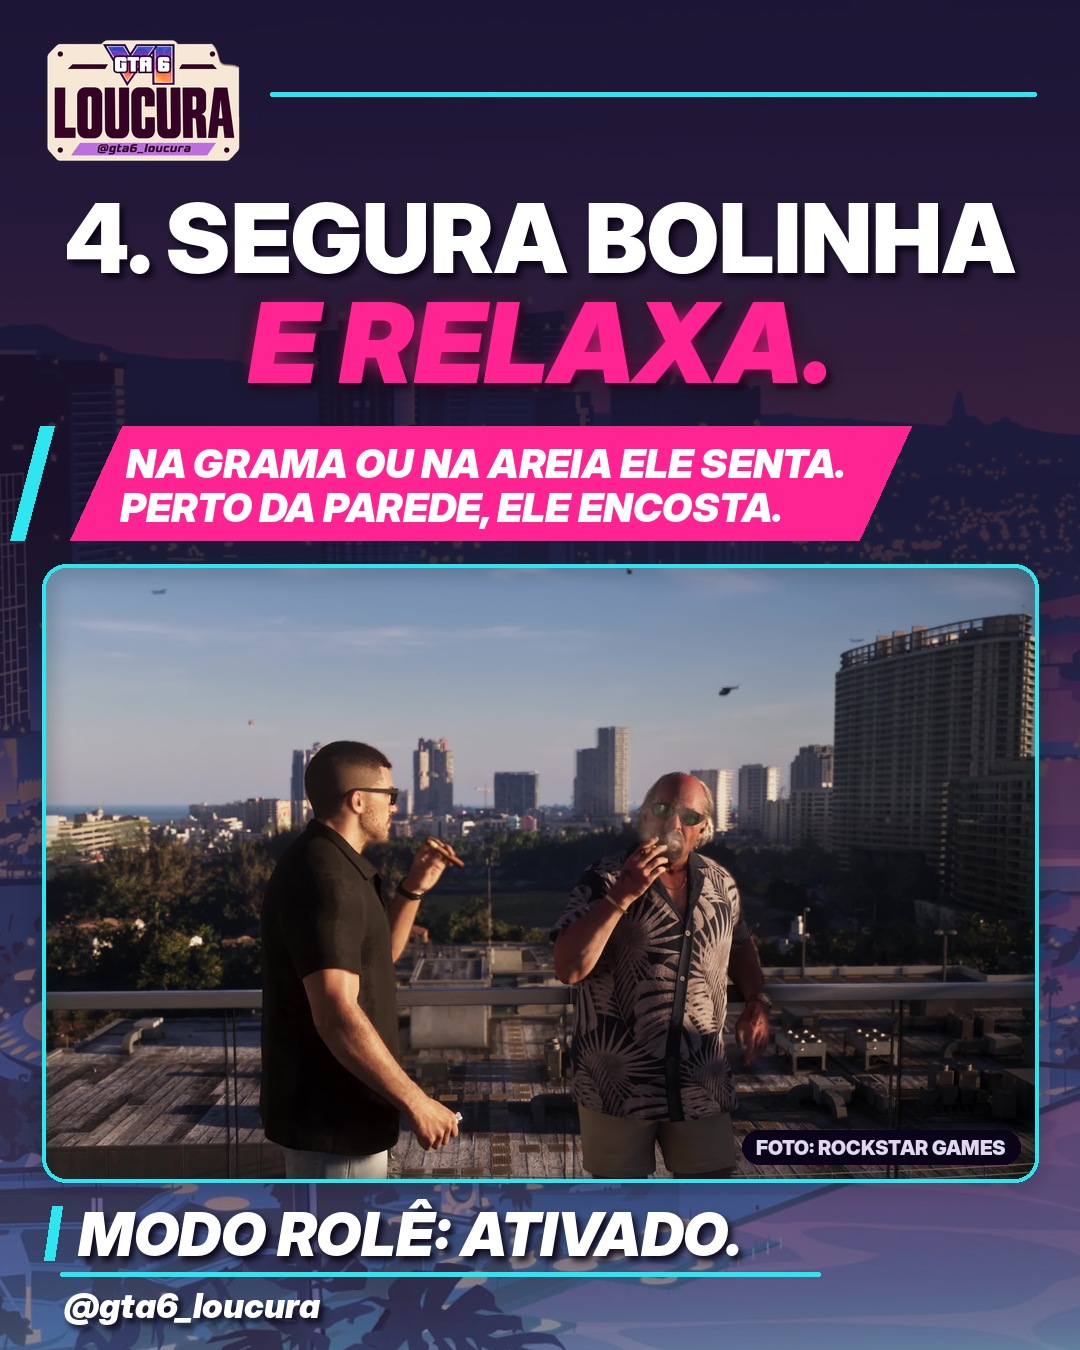 GTA 6
LOUCURA
@gta6_loucura
4. SEGURA BOLINHA
E RELAXA.
NA GRAMA OU NA AREIA ELE SENTA.
PERTO DA PAREDE, ELE ENCOSTA.
FOTO: ROCKSTAR GAMES
MODO ROLÊ: ATIVADO.
@gta6_loucura